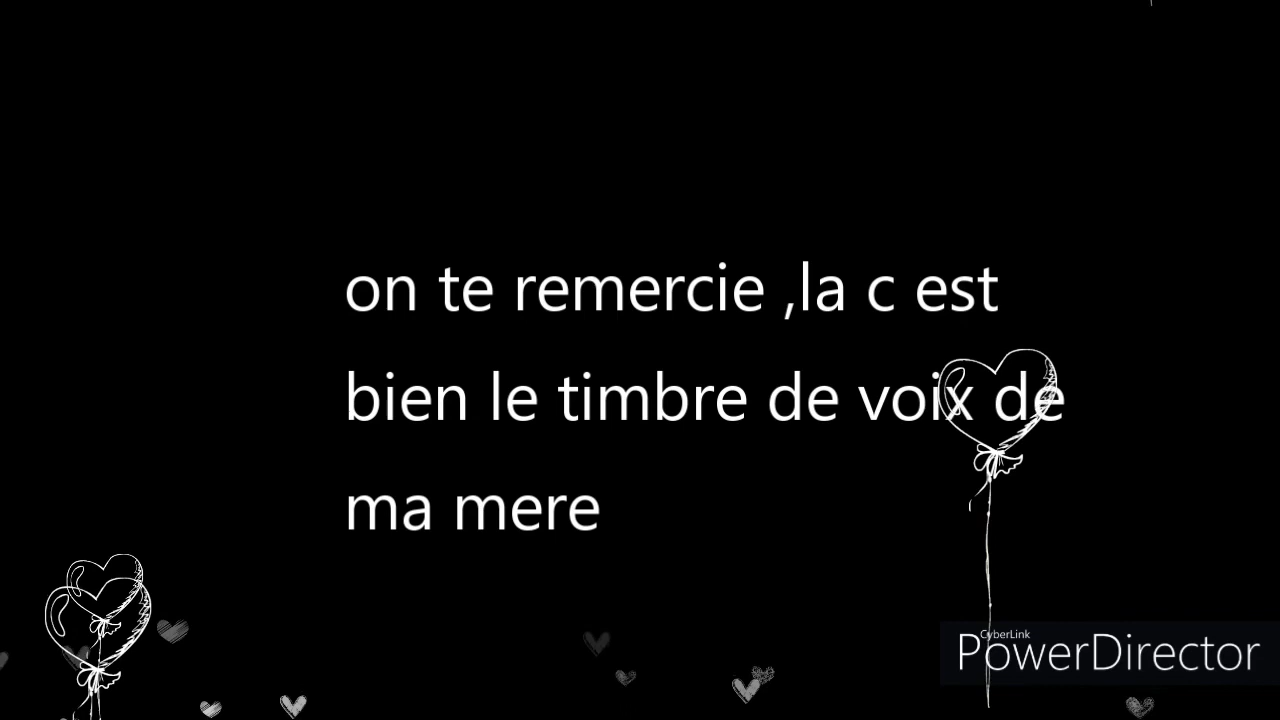 on te remercie ,la c est
bien le timbre de voix de
ma mere
CyberLink
PowerDirector